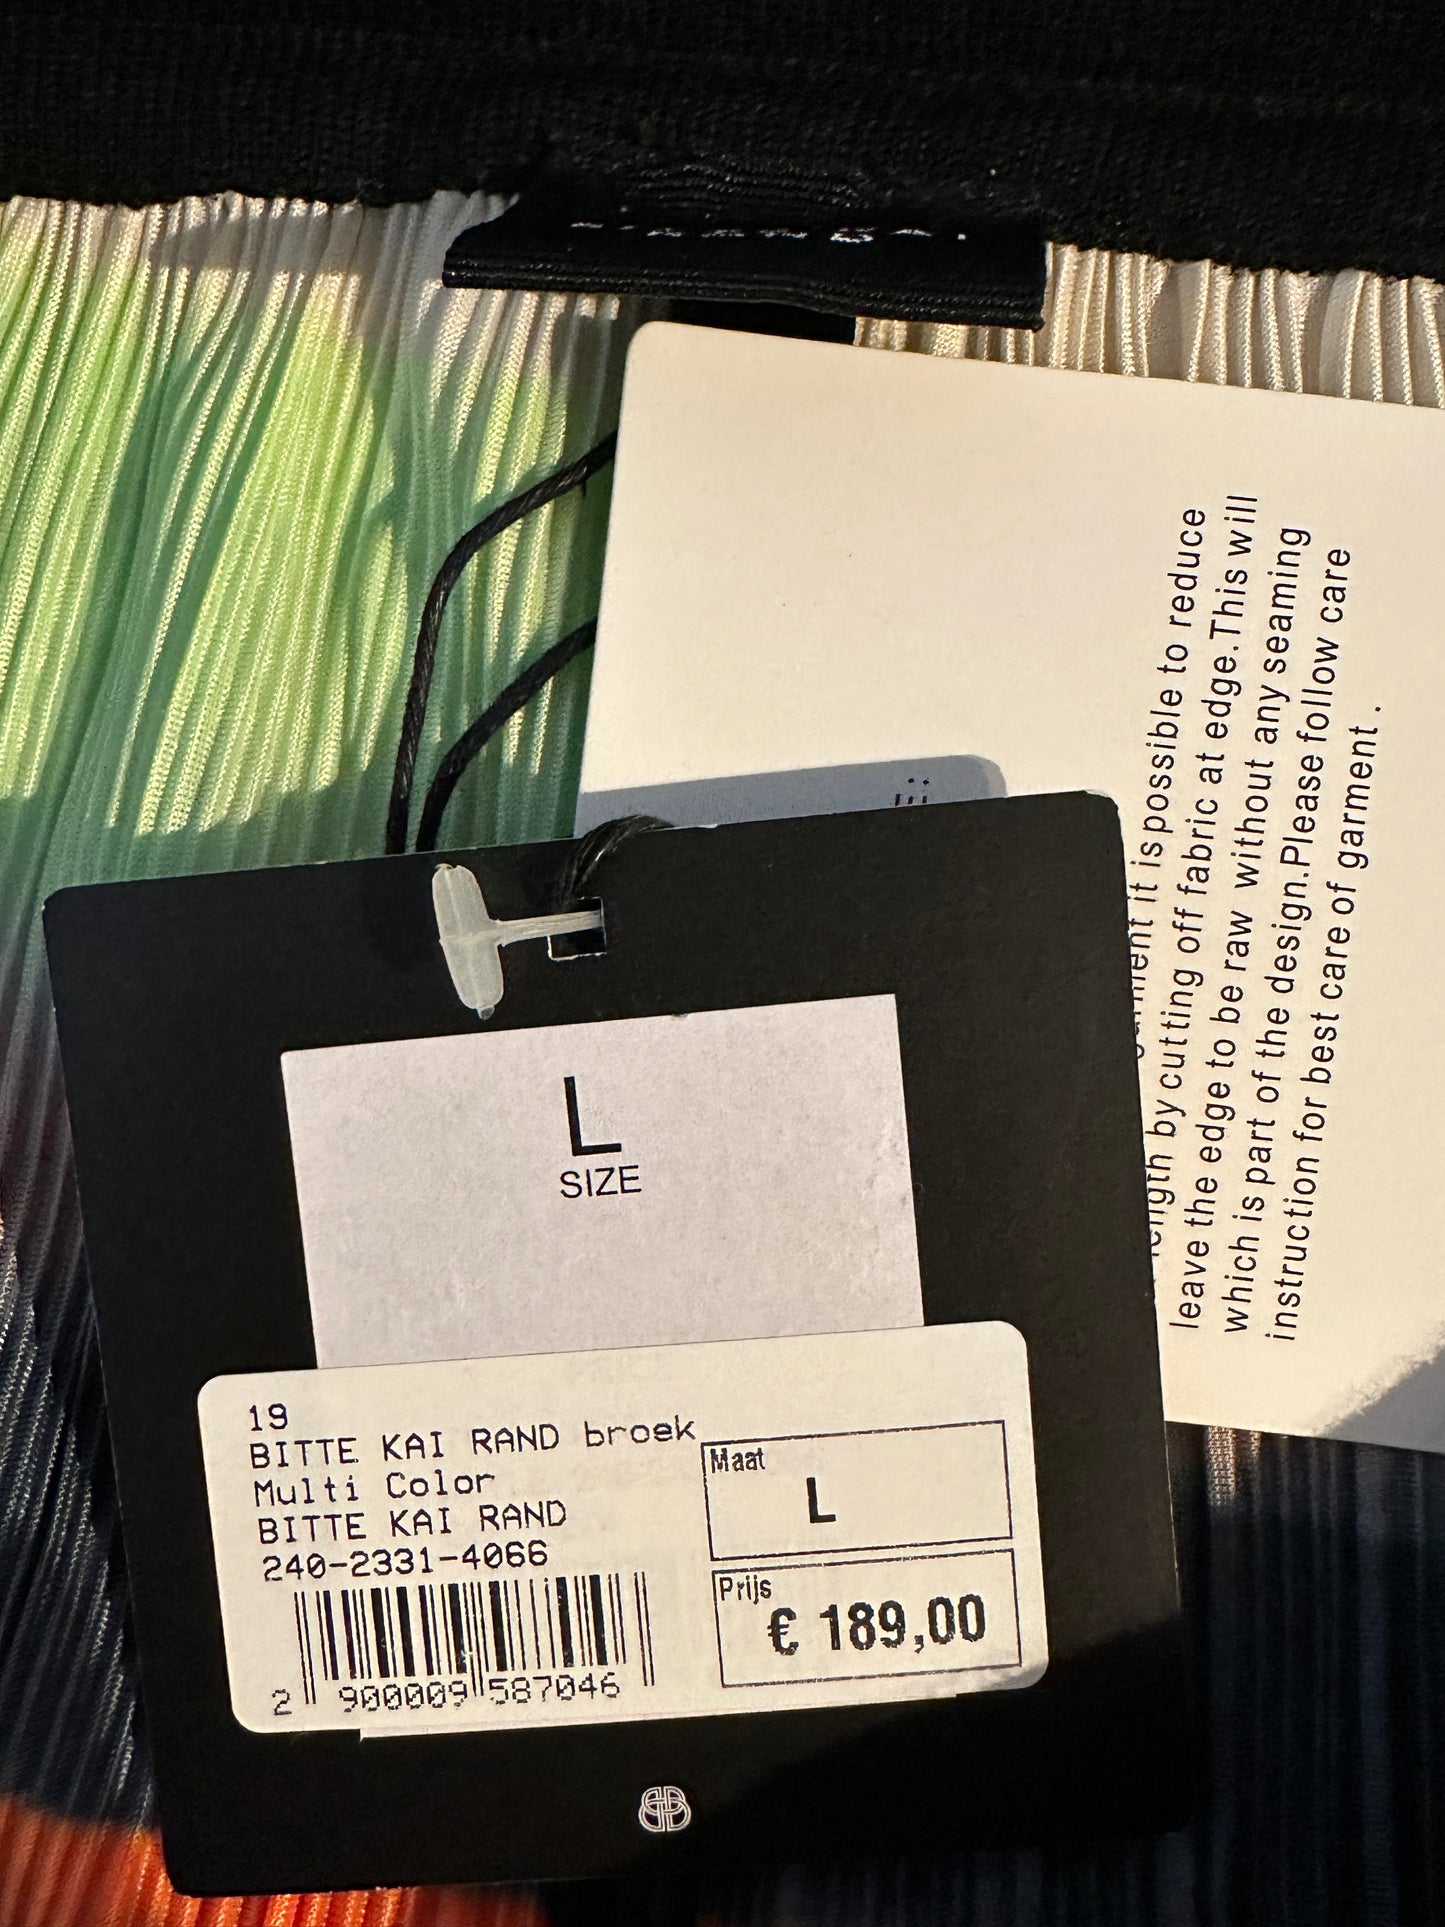 it is possible to reduce
by cutting off fabric at edge.This will
leave the edge to be raw without any seaming
which is part of the design.Please follow care
instruction for best care of garment .
L
SIZE
19
BITTE KAI RAND broek
Multi Color
BITTE KAI RAND
240-2331-4066
Maat
L
Prijs
€ 189,00
2 900009 587046